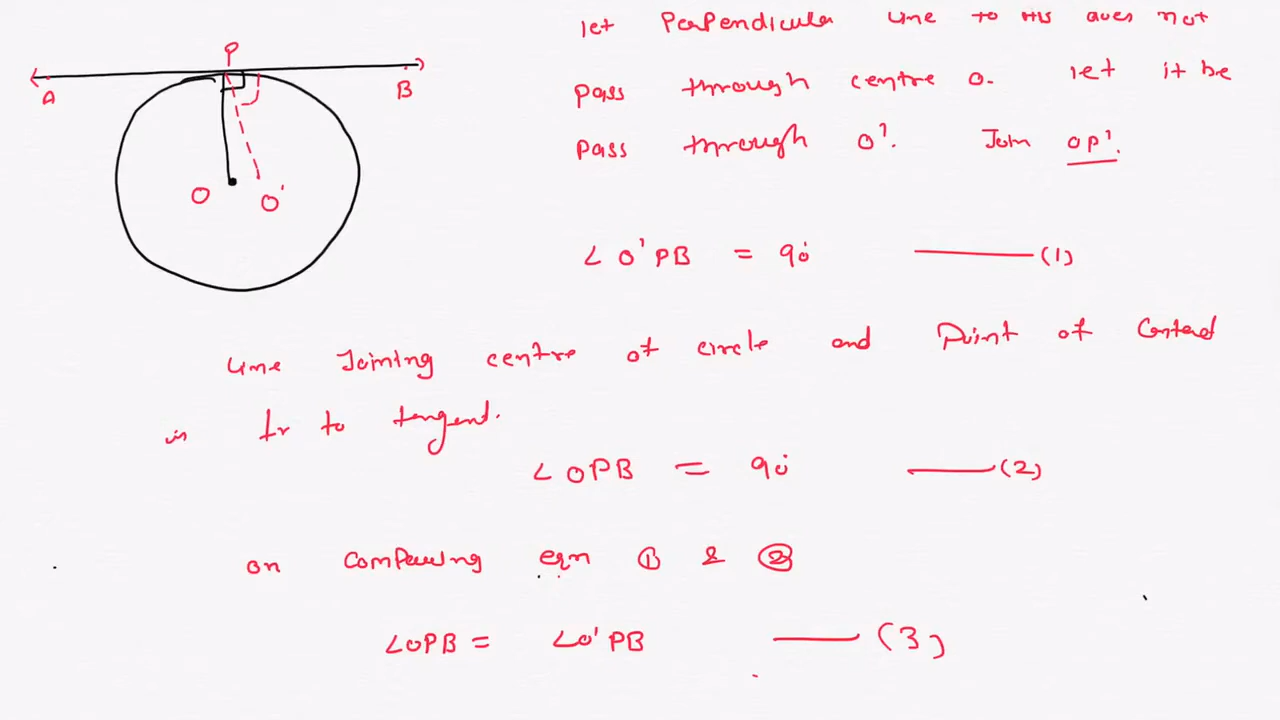 let Perpendicular line to AB does not
pass through centre O. let it be
pass through O'. Join OP'.
P
A
B
O
O'
∠O'PB = 90° ——— (1)
Line Joining centre of circle and Point of Contact
is ⊥r to tangent.
∠OPB = 90° ——— (2)
on Comparing eqn ① & ②
∠OPB = ∠O'PB ——— (3)